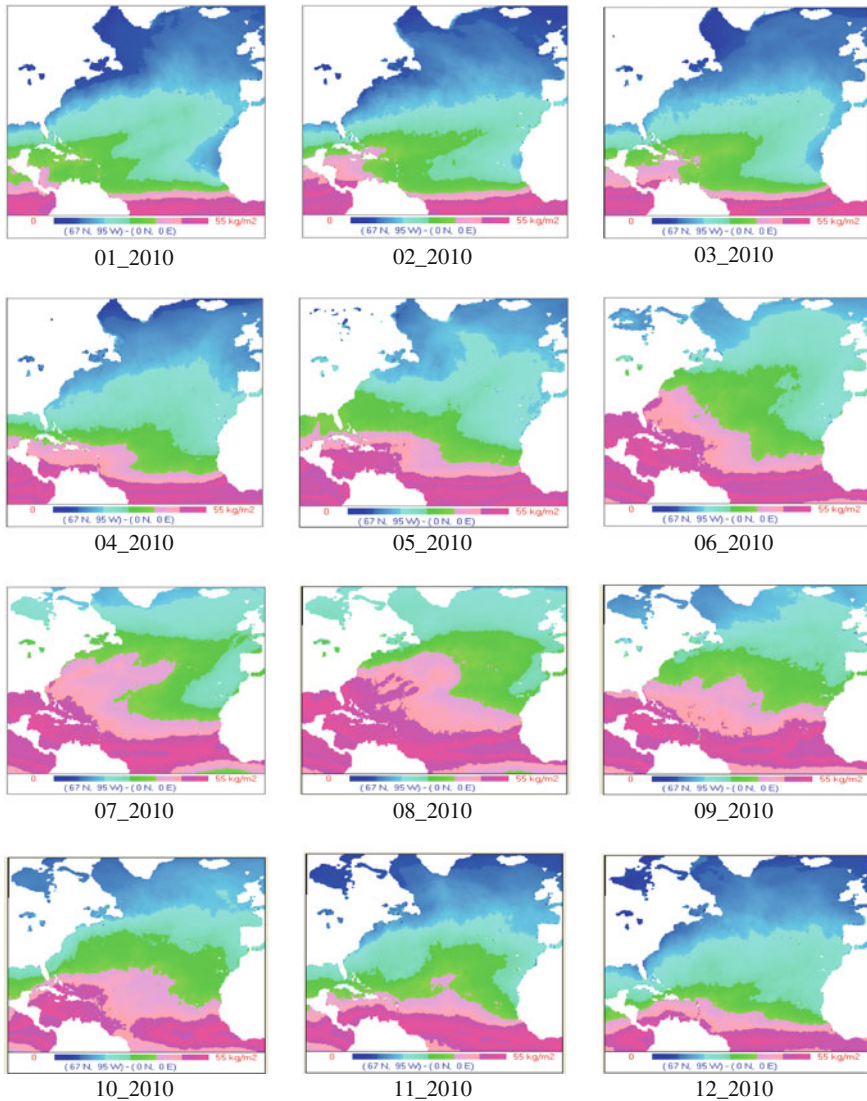 0 55 kg/m2 0 55 kg/m2 0 55 kg/m2
(67 N, 95 W) - (0 N, 0 E) (67 N, 95 W) - (0 N, 0 E) (67 N, 95 W) - (0 N, 0 E)
01_2010 02_2010 03_2010
0 55 kg/m2 0 55 kg/m2 0 55 kg/m2
(67 N, 95 W) - (0 N, 0 E) (67 N, 95 W) - (0 N, 0 E) (67 N, 95 W) - (0 N, 0 E)
04_2010 05_2010 06_2010
0 55 kg/m2 0 55 kg/m2 0 55 kg/m2
(67 N, 95 W) - (0 N, 0 E) (67 N, 95 W) - (0 N, 0 E) (67 N, 95 W) - (0 N, 0 E)
07_2010 08_2010 09_2010
0 55 kg/m2 0 55 kg/m2 0 55 kg/m2
(67 N, 95 W) - (0 N, 0 E) (67 N, 95 W) - (0 N, 0 E) (67 N, 95 W) - (0 N, 0 E)
10_2010 11_2010 12_2010